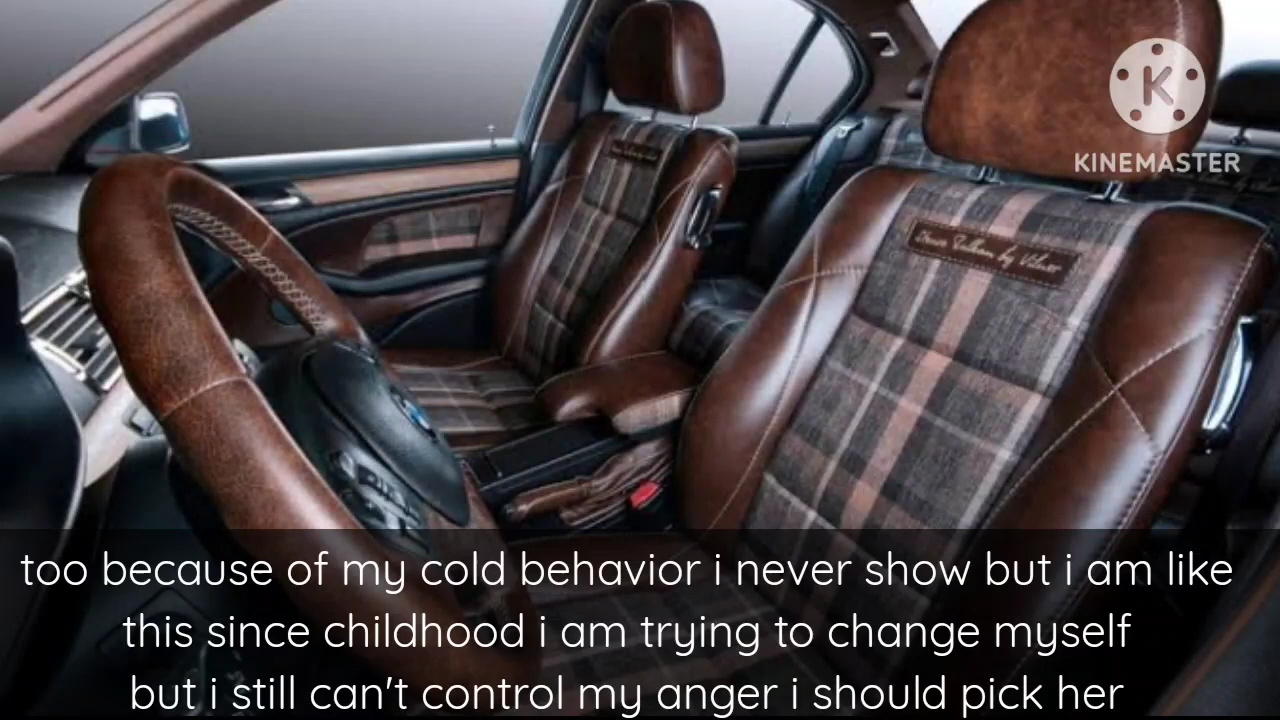 K
KINEMASTER
too because of my cold behavior i never show but i am like
this since childhood i am trying to change myself
but i still can't control my anger i should pick her